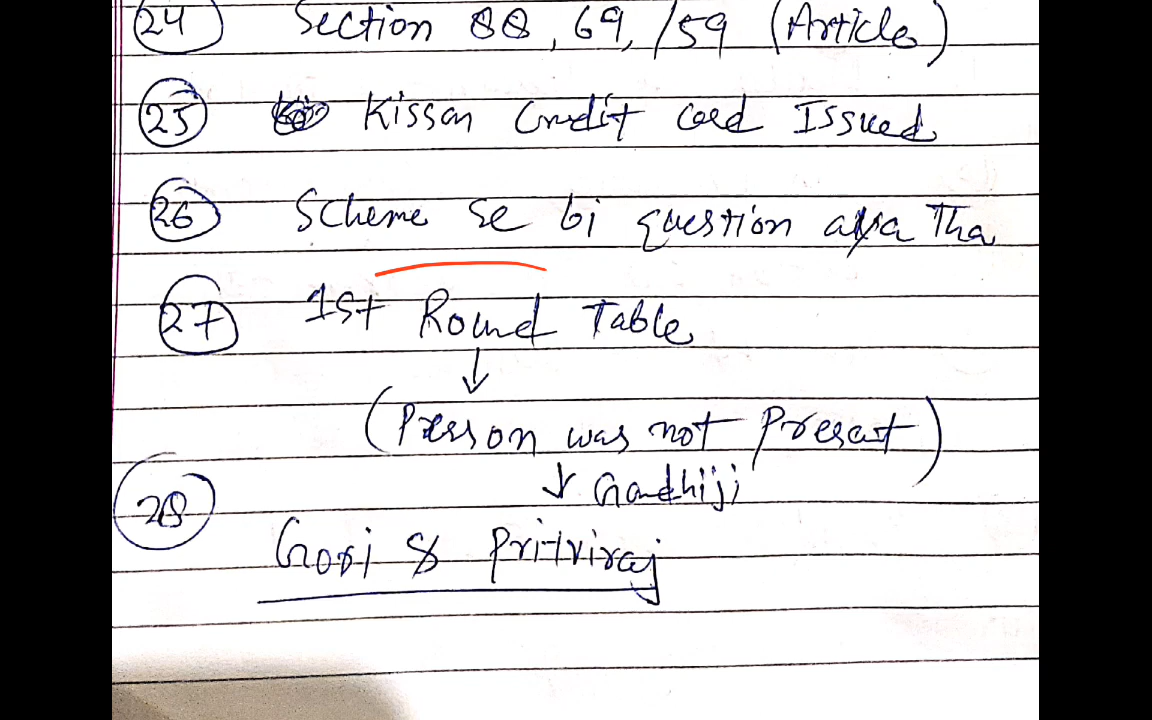 24 Section 88, 69, /59 (Article)
25 Kissan Credit Card Issued
26 Scheme se bi question aya Tha
27 1st Round Table
(Person was not Present)
Gandhiji
28
Gori & Prithviraj